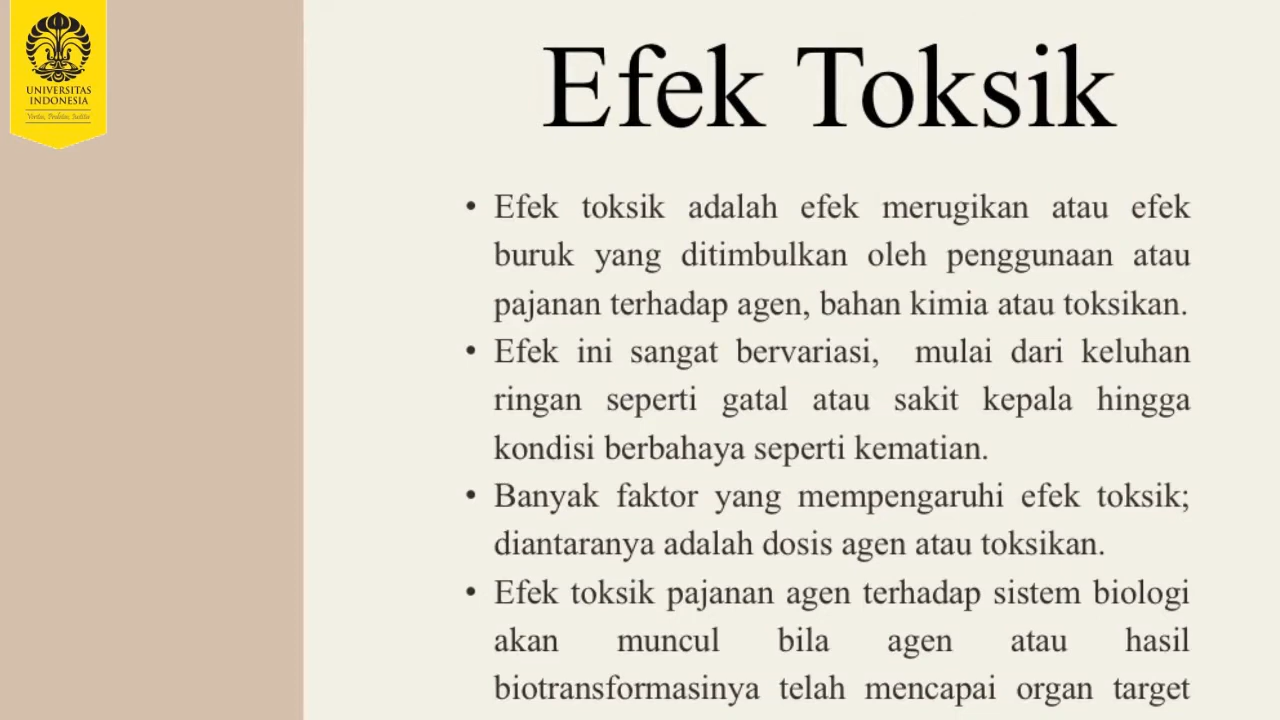 UNIVERSITAS
INDONESIA
Veritas, Probitas, Iustitia
Efek Toksik
• Efek toksik adalah efek merugikan atau efek
buruk yang ditimbulkan oleh penggunaan atau
pajanan terhadap agen, bahan kimia atau toksikan.
• Efek ini sangat bervariasi, mulai dari keluhan
ringan seperti gatal atau sakit kepala hingga
kondisi berbahaya seperti kematian.
• Banyak faktor yang mempengaruhi efek toksik;
diantaranya adalah dosis agen atau toksikan.
• Efek toksik pajanan agen terhadap sistem biologi
akan muncul bila agen atau hasil
biotransformasinya telah mencapai organ target